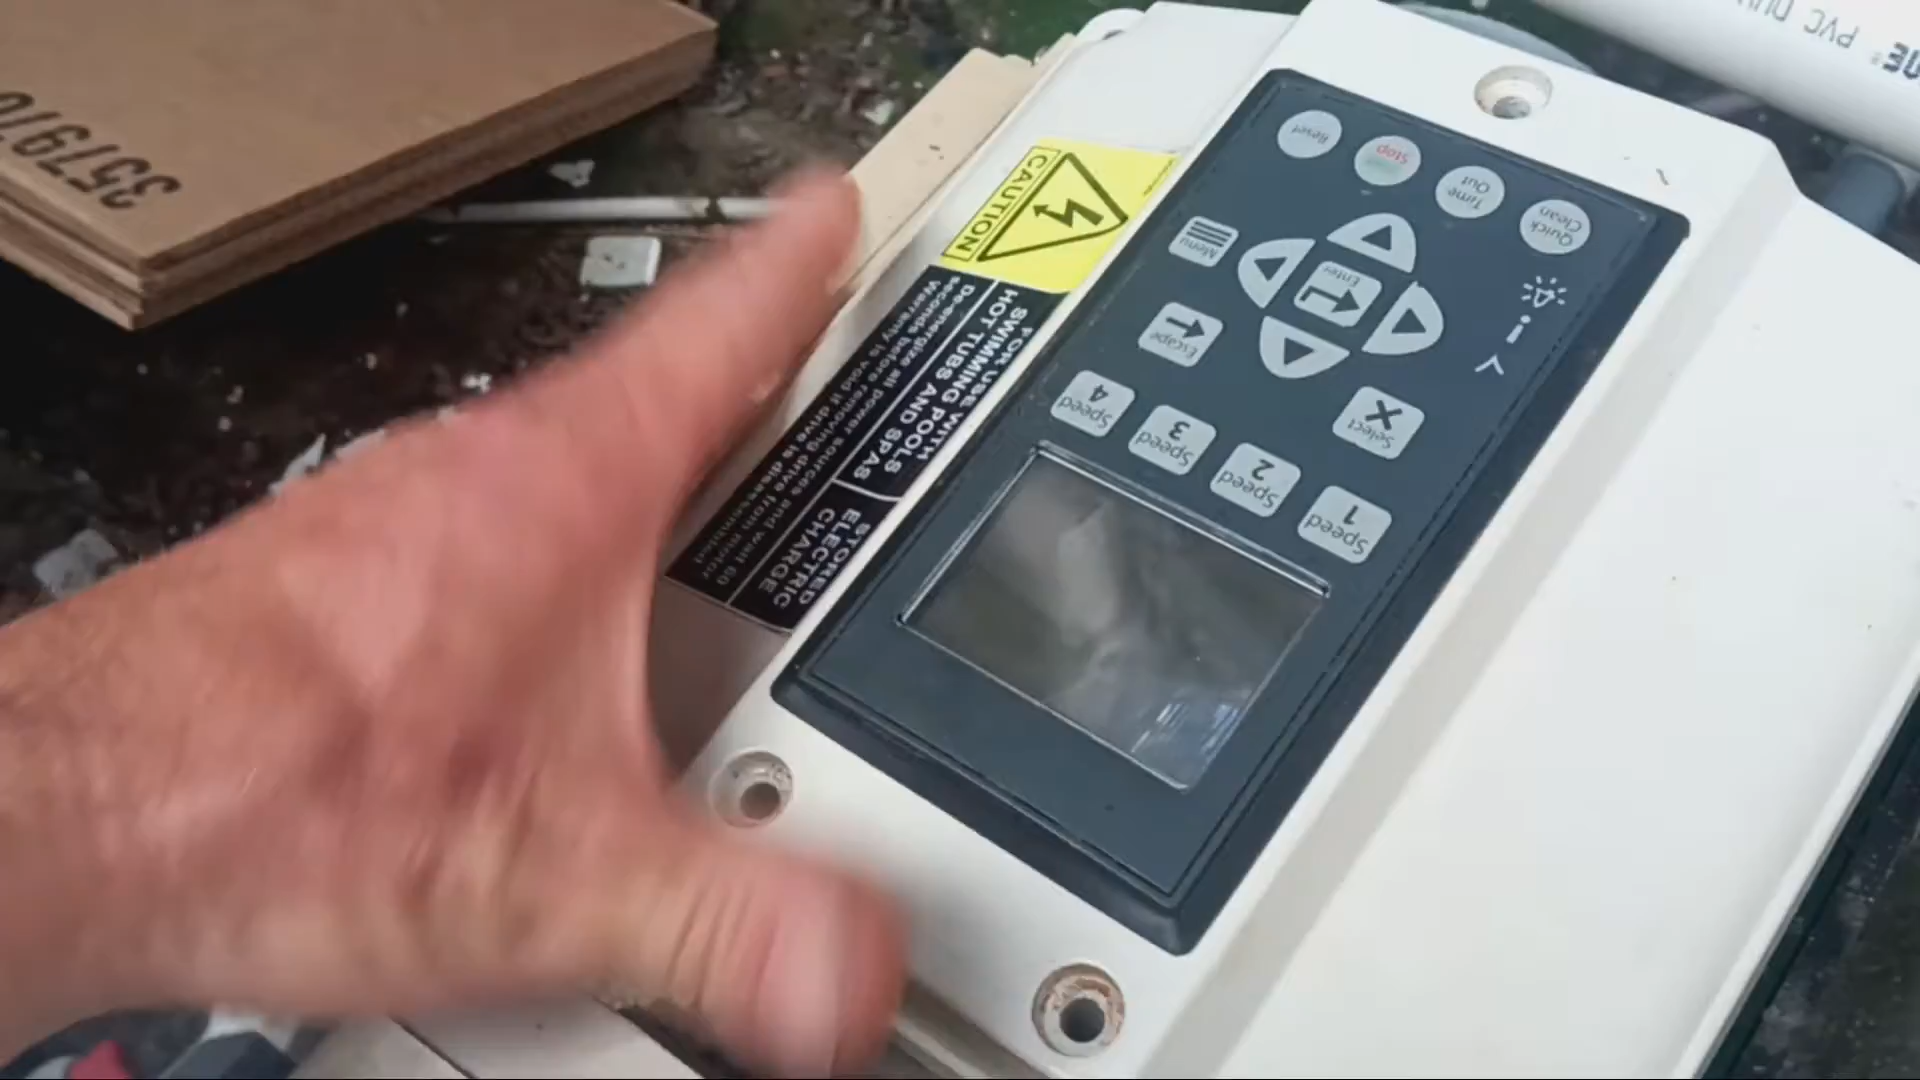 357970
PVC
CAUTION
FOR USE WITH
SWIMMING POOLS
HOT TUBS AND SPAS
De-energize all power sources and wait 60
seconds before removing drive from motor
Warranty is void if drive is disassembled
STORED
ELECTRIC
CHARGE
Speed
1
Speed
2
Speed
3
Speed
4
Select
Escape
Enter
Menu
Quick
Clean
Time
Out
Stop
Reset